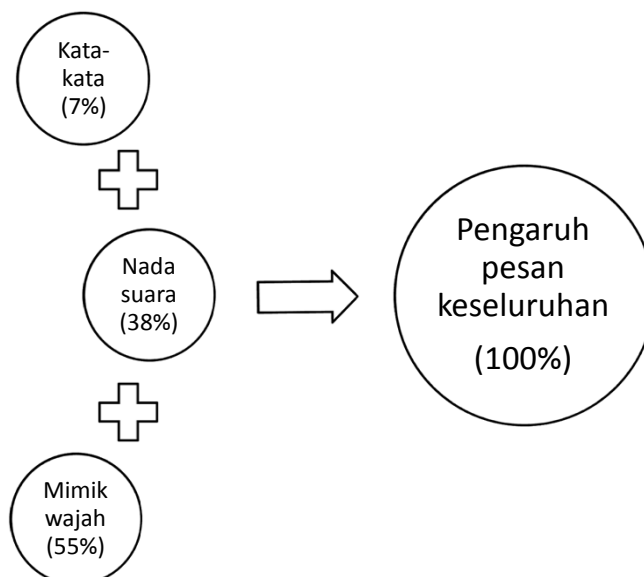 Kata-
kata
(7%)
Nada
suara
(38%)
Mimik
wajah
(55%)
Pengaruh
pesan
keseluruhan
(100%)